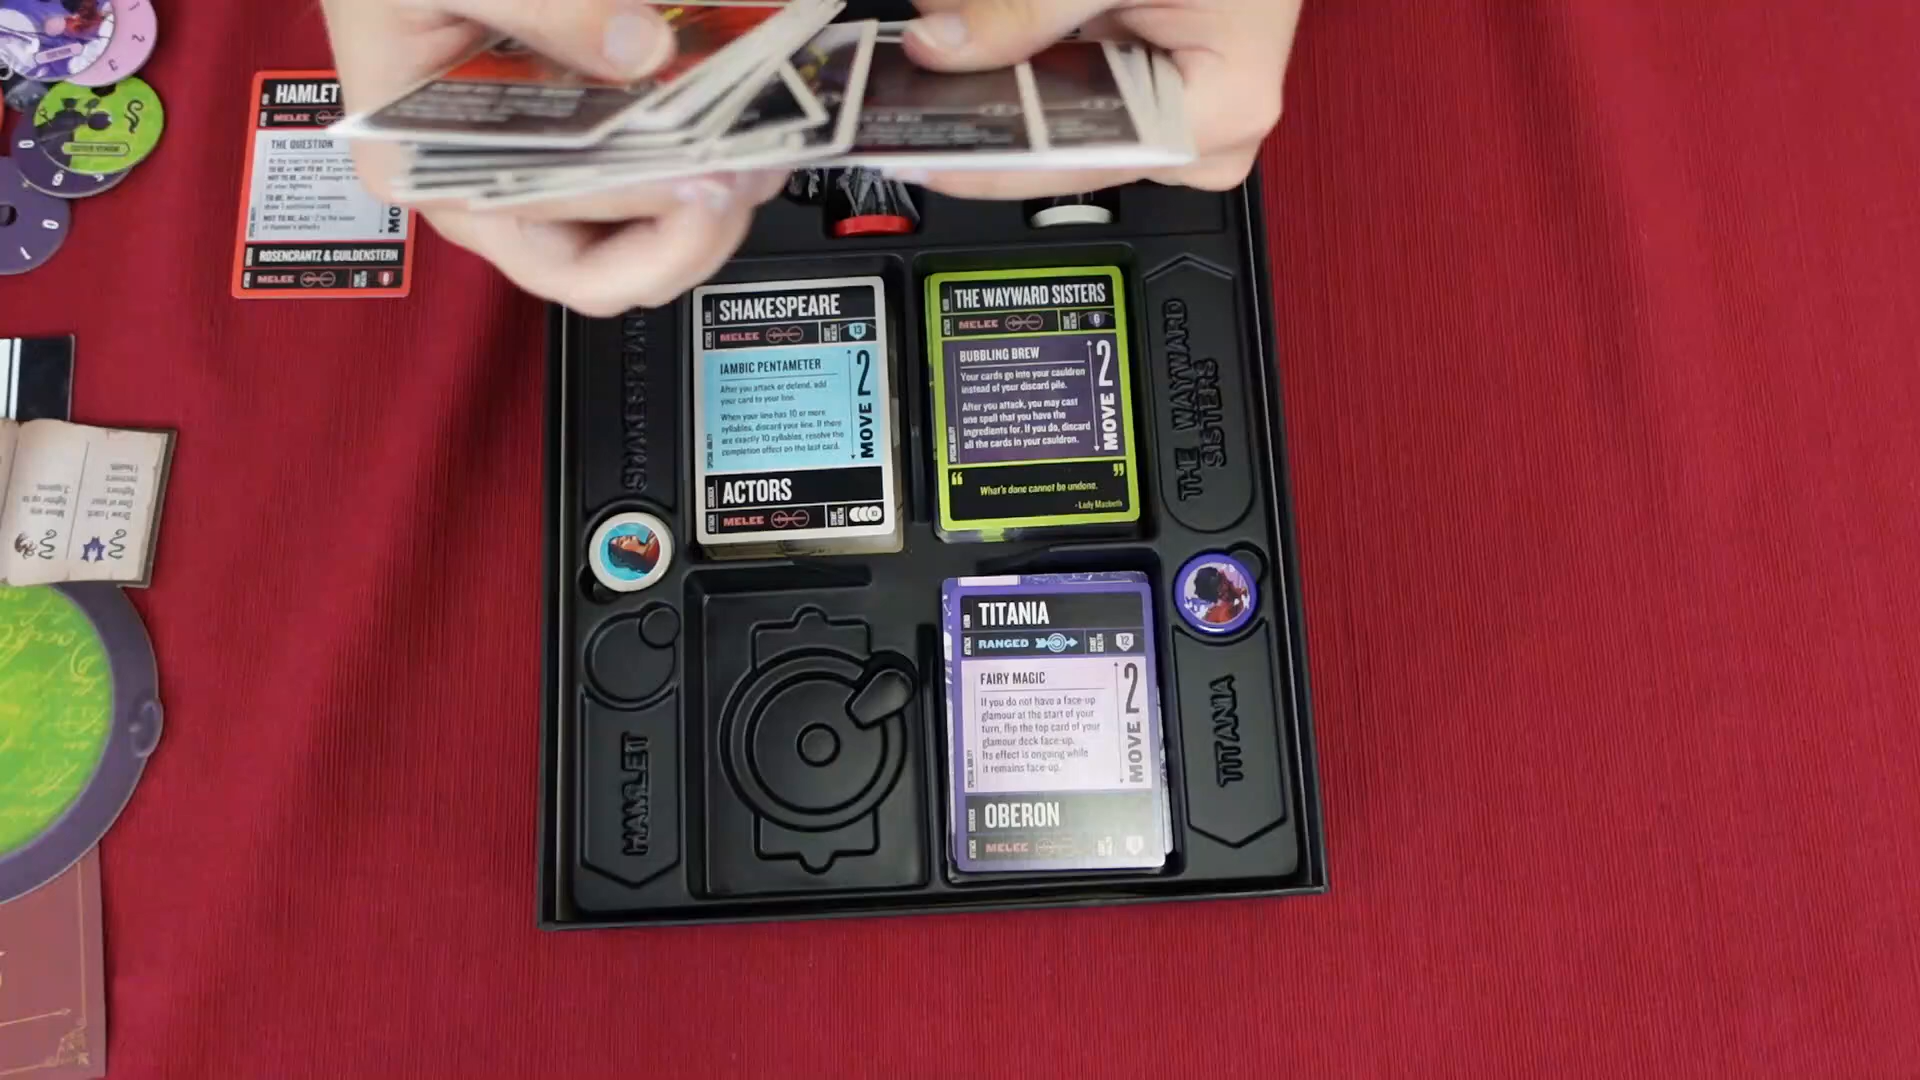 HAMLET
MELEE
THE QUESTION
ROSENCRANTZ & GUILDENSTERN
MELEE
SHAKESPEARE
MELEE
13
IAMBIC PENTAMETER
After you attack or defend, add
your card to your line.
When your line has 10 or more
syllables, discard your line. If there
are exactly 10 syllables, resolve the
completion effect on the last card.
MOVE 2
ACTORS
MELEE
THE WAYWARD SISTERS
MELEE
6
BUBBLING BREW
Your cards go into your cauldron
instead of your discard pile.
After you attack, you may cast
one spell that you have the
ingredients for. If you do, discard
all the cards in your cauldron.
MOVE 2
"What's done cannot be undone."
- Lady Macbeth
TITANIA
RANGED
12
FAIRY MAGIC
If you do not have a face-up
glamour at the start of your
turn, flip the top card of your
glamour deck face-up.
Its effect is ongoing while
it remains face-up.
MOVE 2
OBERON
MELEE
SHAKESPEARE
THE WAYWARD
SISTERS
HAMLET
TITANIA